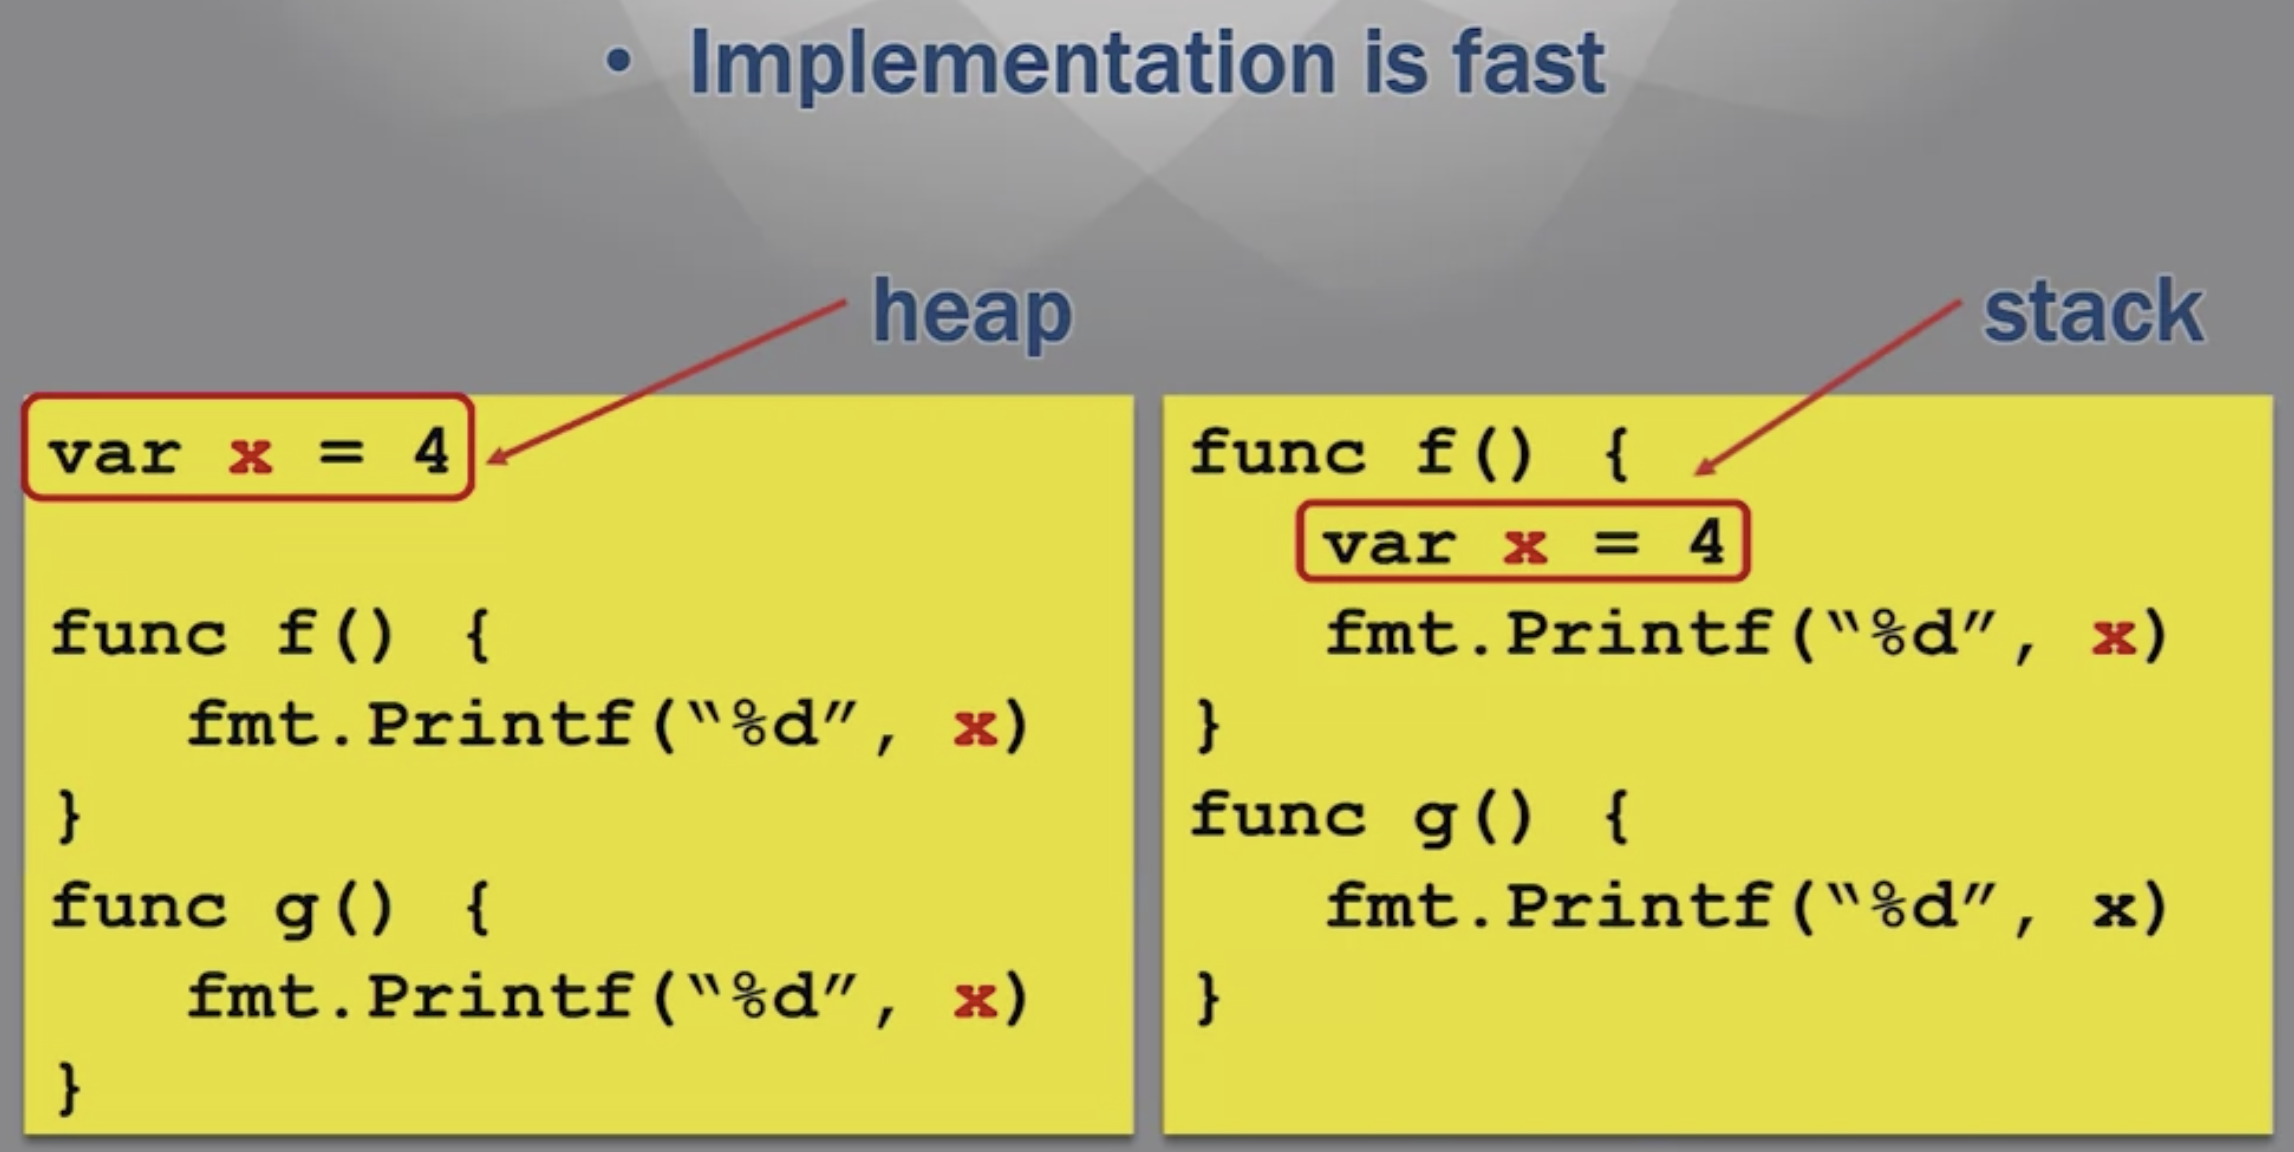 • Implementation is fast
heap
stack
var x = 4
func f() {
fmt.Printf(“%d”, x)
}
func g() {
fmt.Printf(“%d”, x)
}
func f() {
var x = 4
fmt.Printf(“%d”, x)
}
func g() {
fmt.Printf(“%d”, x)
}